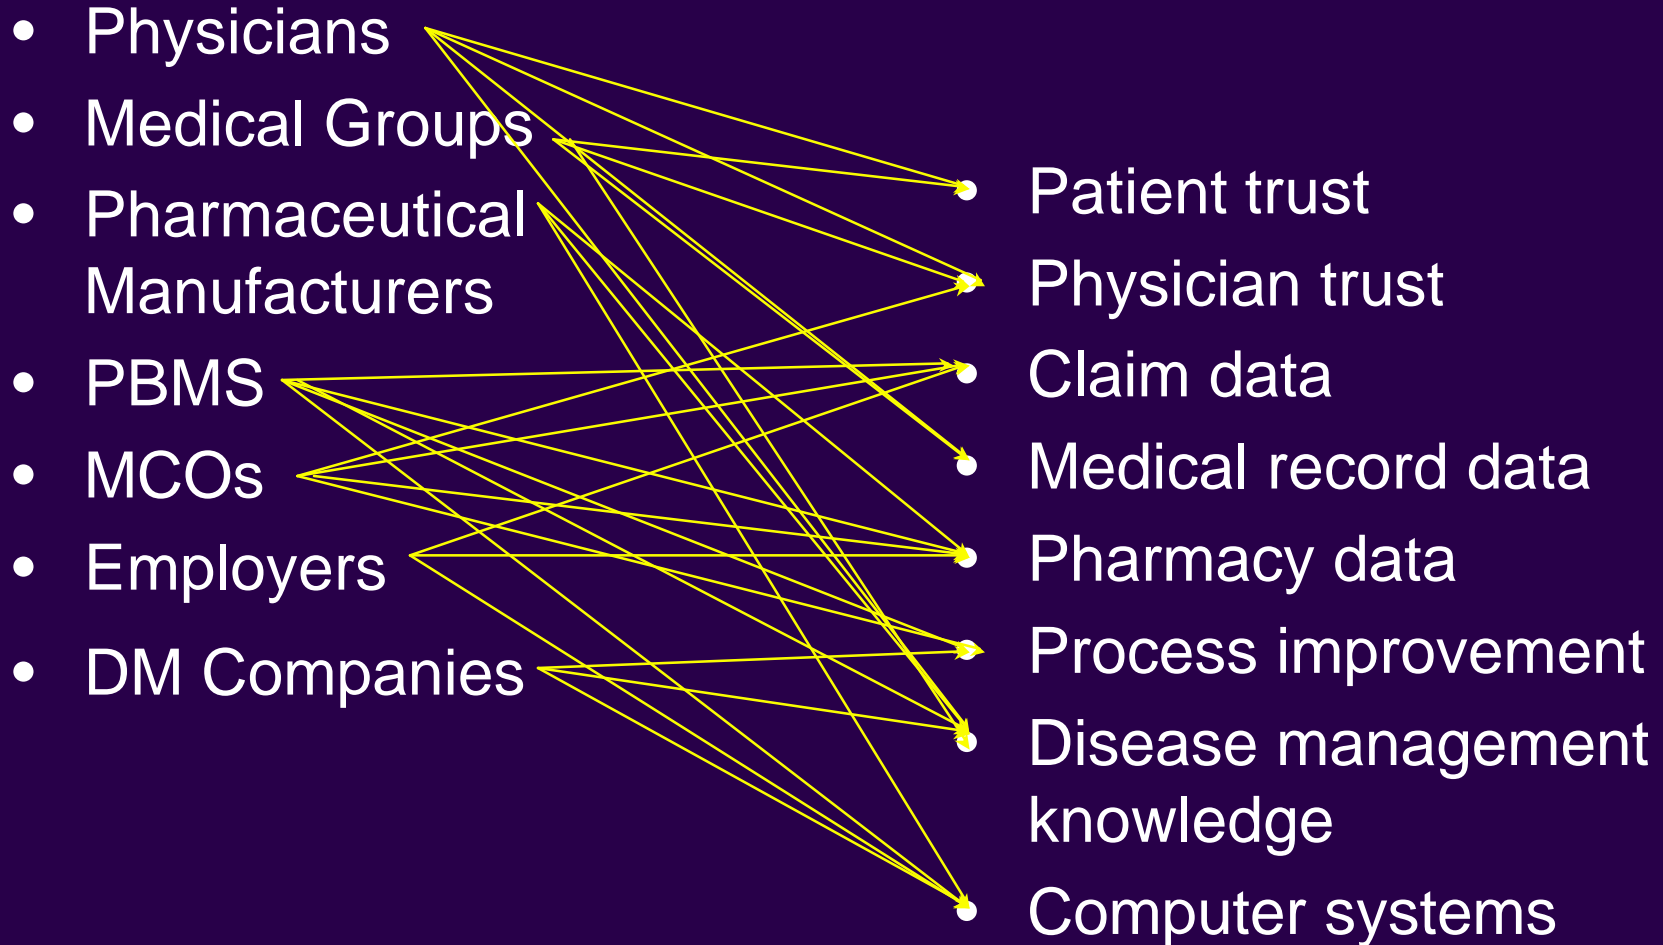 • Physicians
• Medical Groups
• Pharmaceutical
Manufacturers
• PBMS
• MCOs
• Employers
• DM Companies
• Patient trust
• Physician trust
• Claim data
• Medical record data
• Pharmacy data
• Process improvement
• Disease management
knowledge
• Computer systems